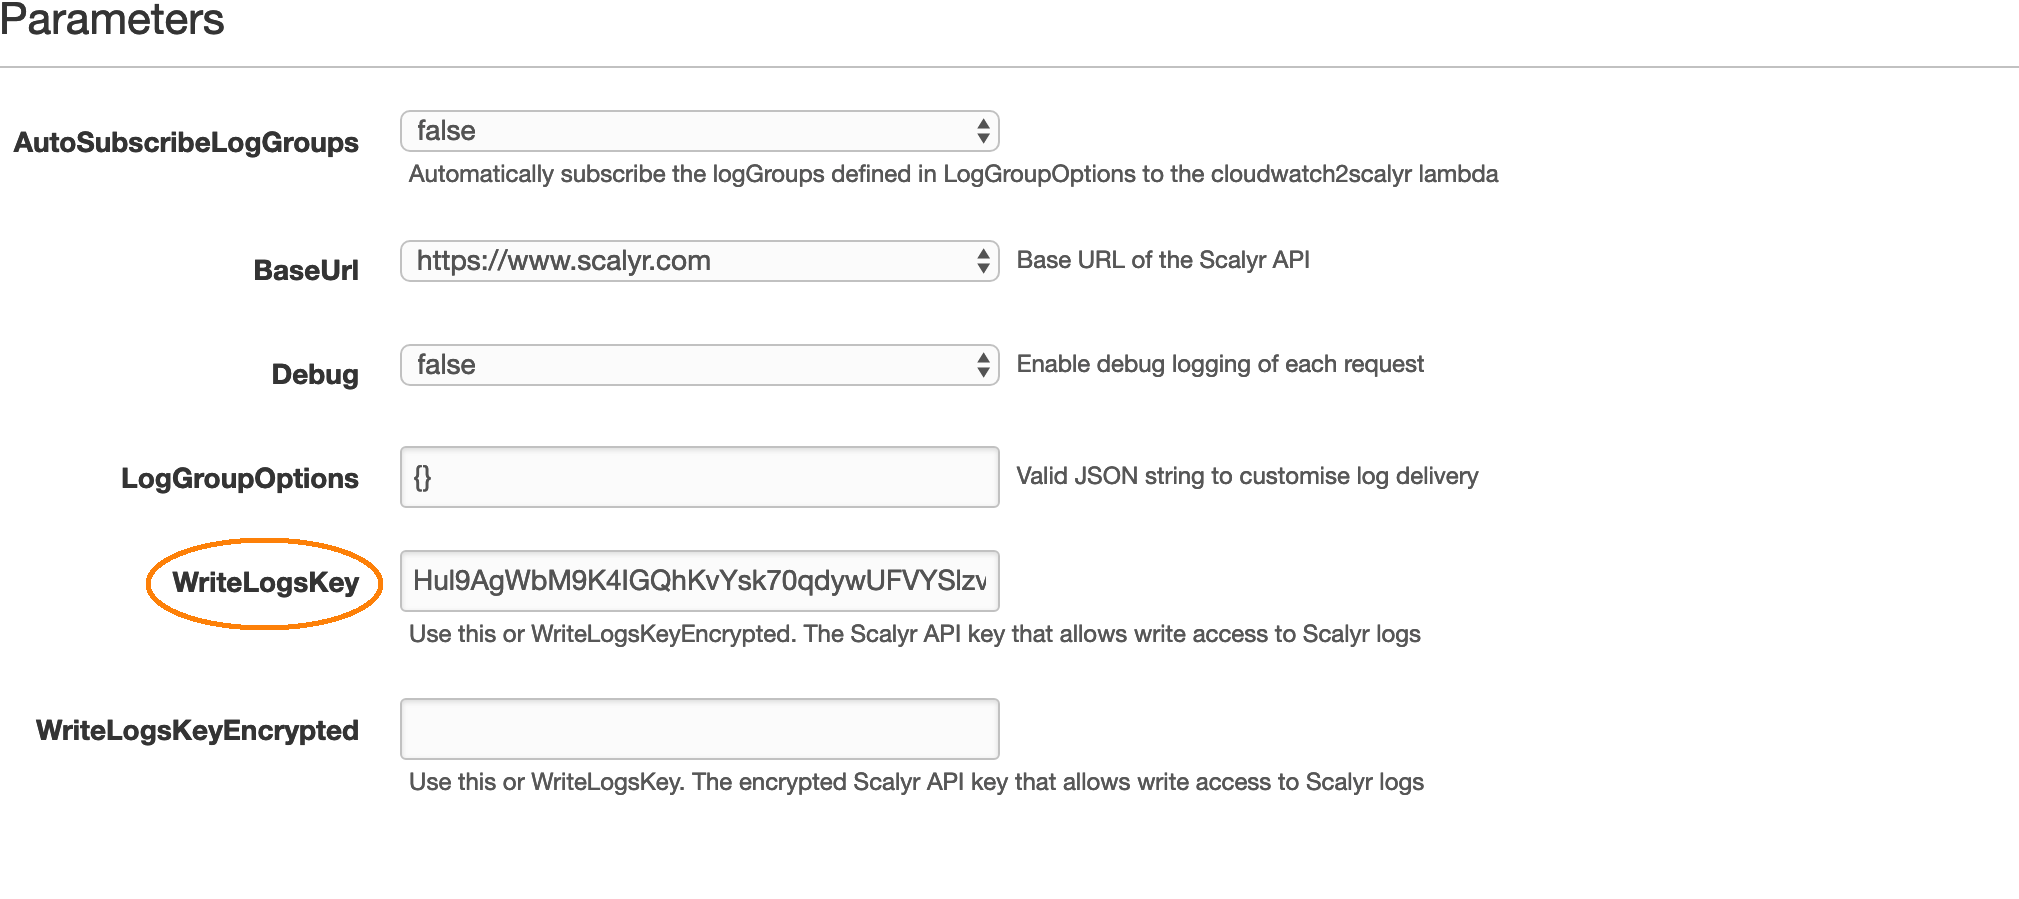 Parameters
AutoSubscribeLogGroups
false
Automatically subscribe the logGroups defined in LogGroupOptions to the cloudwatch2scalyr lambda
BaseUrl
https://www.scalyr.com
Base URL of the Scalyr API
Debug
false
Enable debug logging of each request
LogGroupOptions
{}
Valid JSON string to customise log delivery
WriteLogsKey
Hul9AgWbM9K4IGQhKvYsk70qdywUFVYSlzv
Use this or WriteLogsKeyEncrypted. The Scalyr API key that allows write access to Scalyr logs
WriteLogsKeyEncrypted
Use this or WriteLogsKey. The encrypted Scalyr API key that allows write access to Scalyr logs